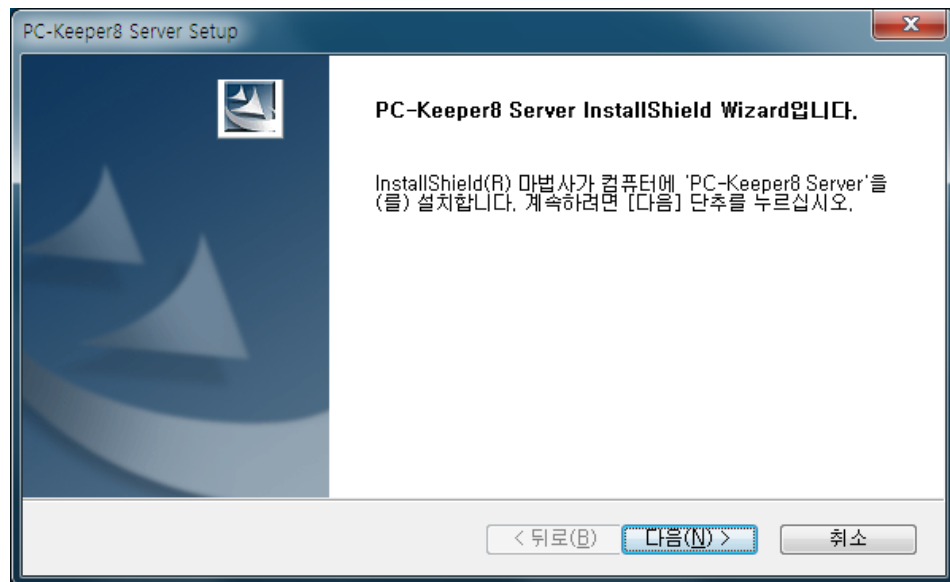 PC-Keeper8 Server Setup
PC-Keeper8 Server InstallShield Wizard입니다.
InstallShield(R) 마법사가 컴퓨터에 'PC-Keeper8 Server'을
(를) 설치합니다. 계속하려면 [다음] 단추를 누르십시오.
< 뒤로(B) 다음(N) > 취소